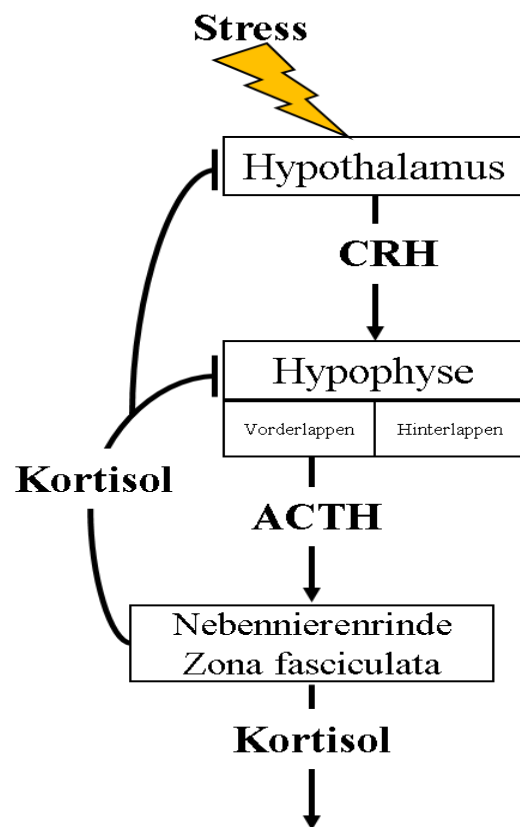 Stress
Hypothalamus
CRH
Hypophyse
Vorderlappen
Hinterlappen
Kortisol
ACTH
Nebennierenrinde
Zona fasciculata
Kortisol